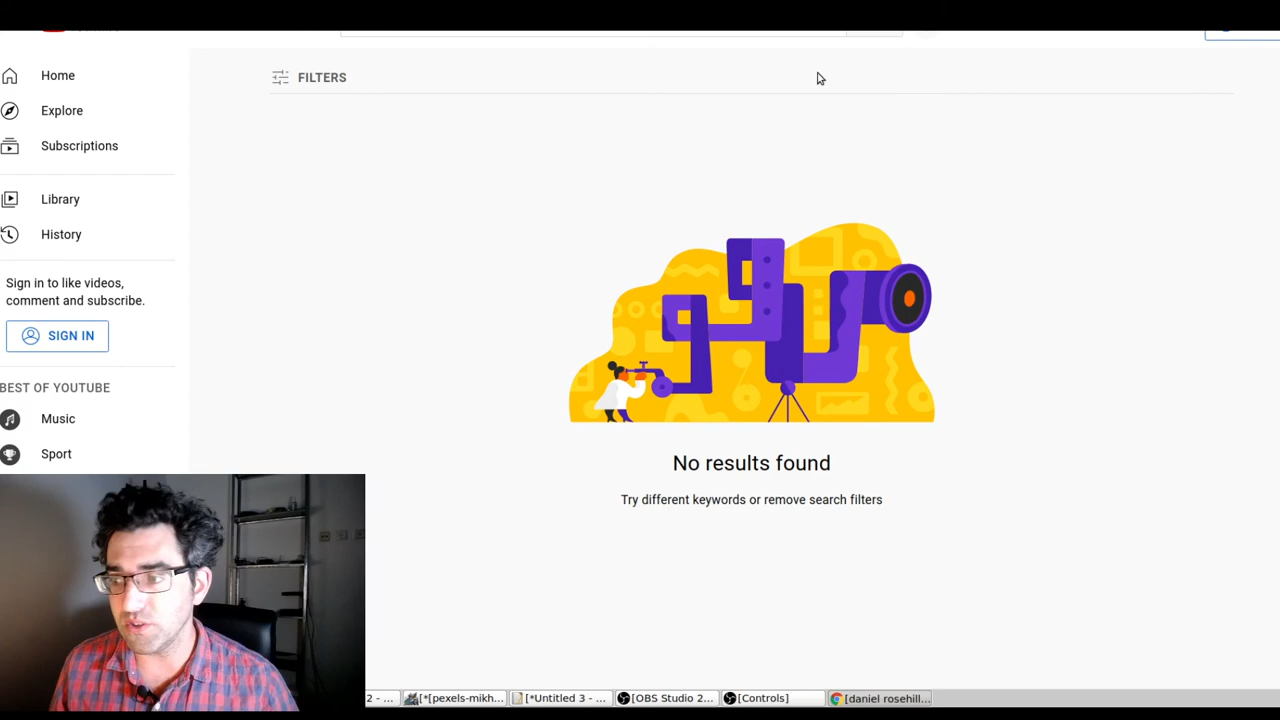 FILTERS
Home
Explore
Subscriptions
Library
History
Sign in to like videos,
comment and subscribe.
SIGN IN
BEST OF YOUTUBE
Music
Sport
No results found
Try different keywords or remove search filters
2 - ...
[*[pexels-mikh...
[*Untitled 3 - ...
[OBS Studio 2...
[Controls]
[daniel rosehill...